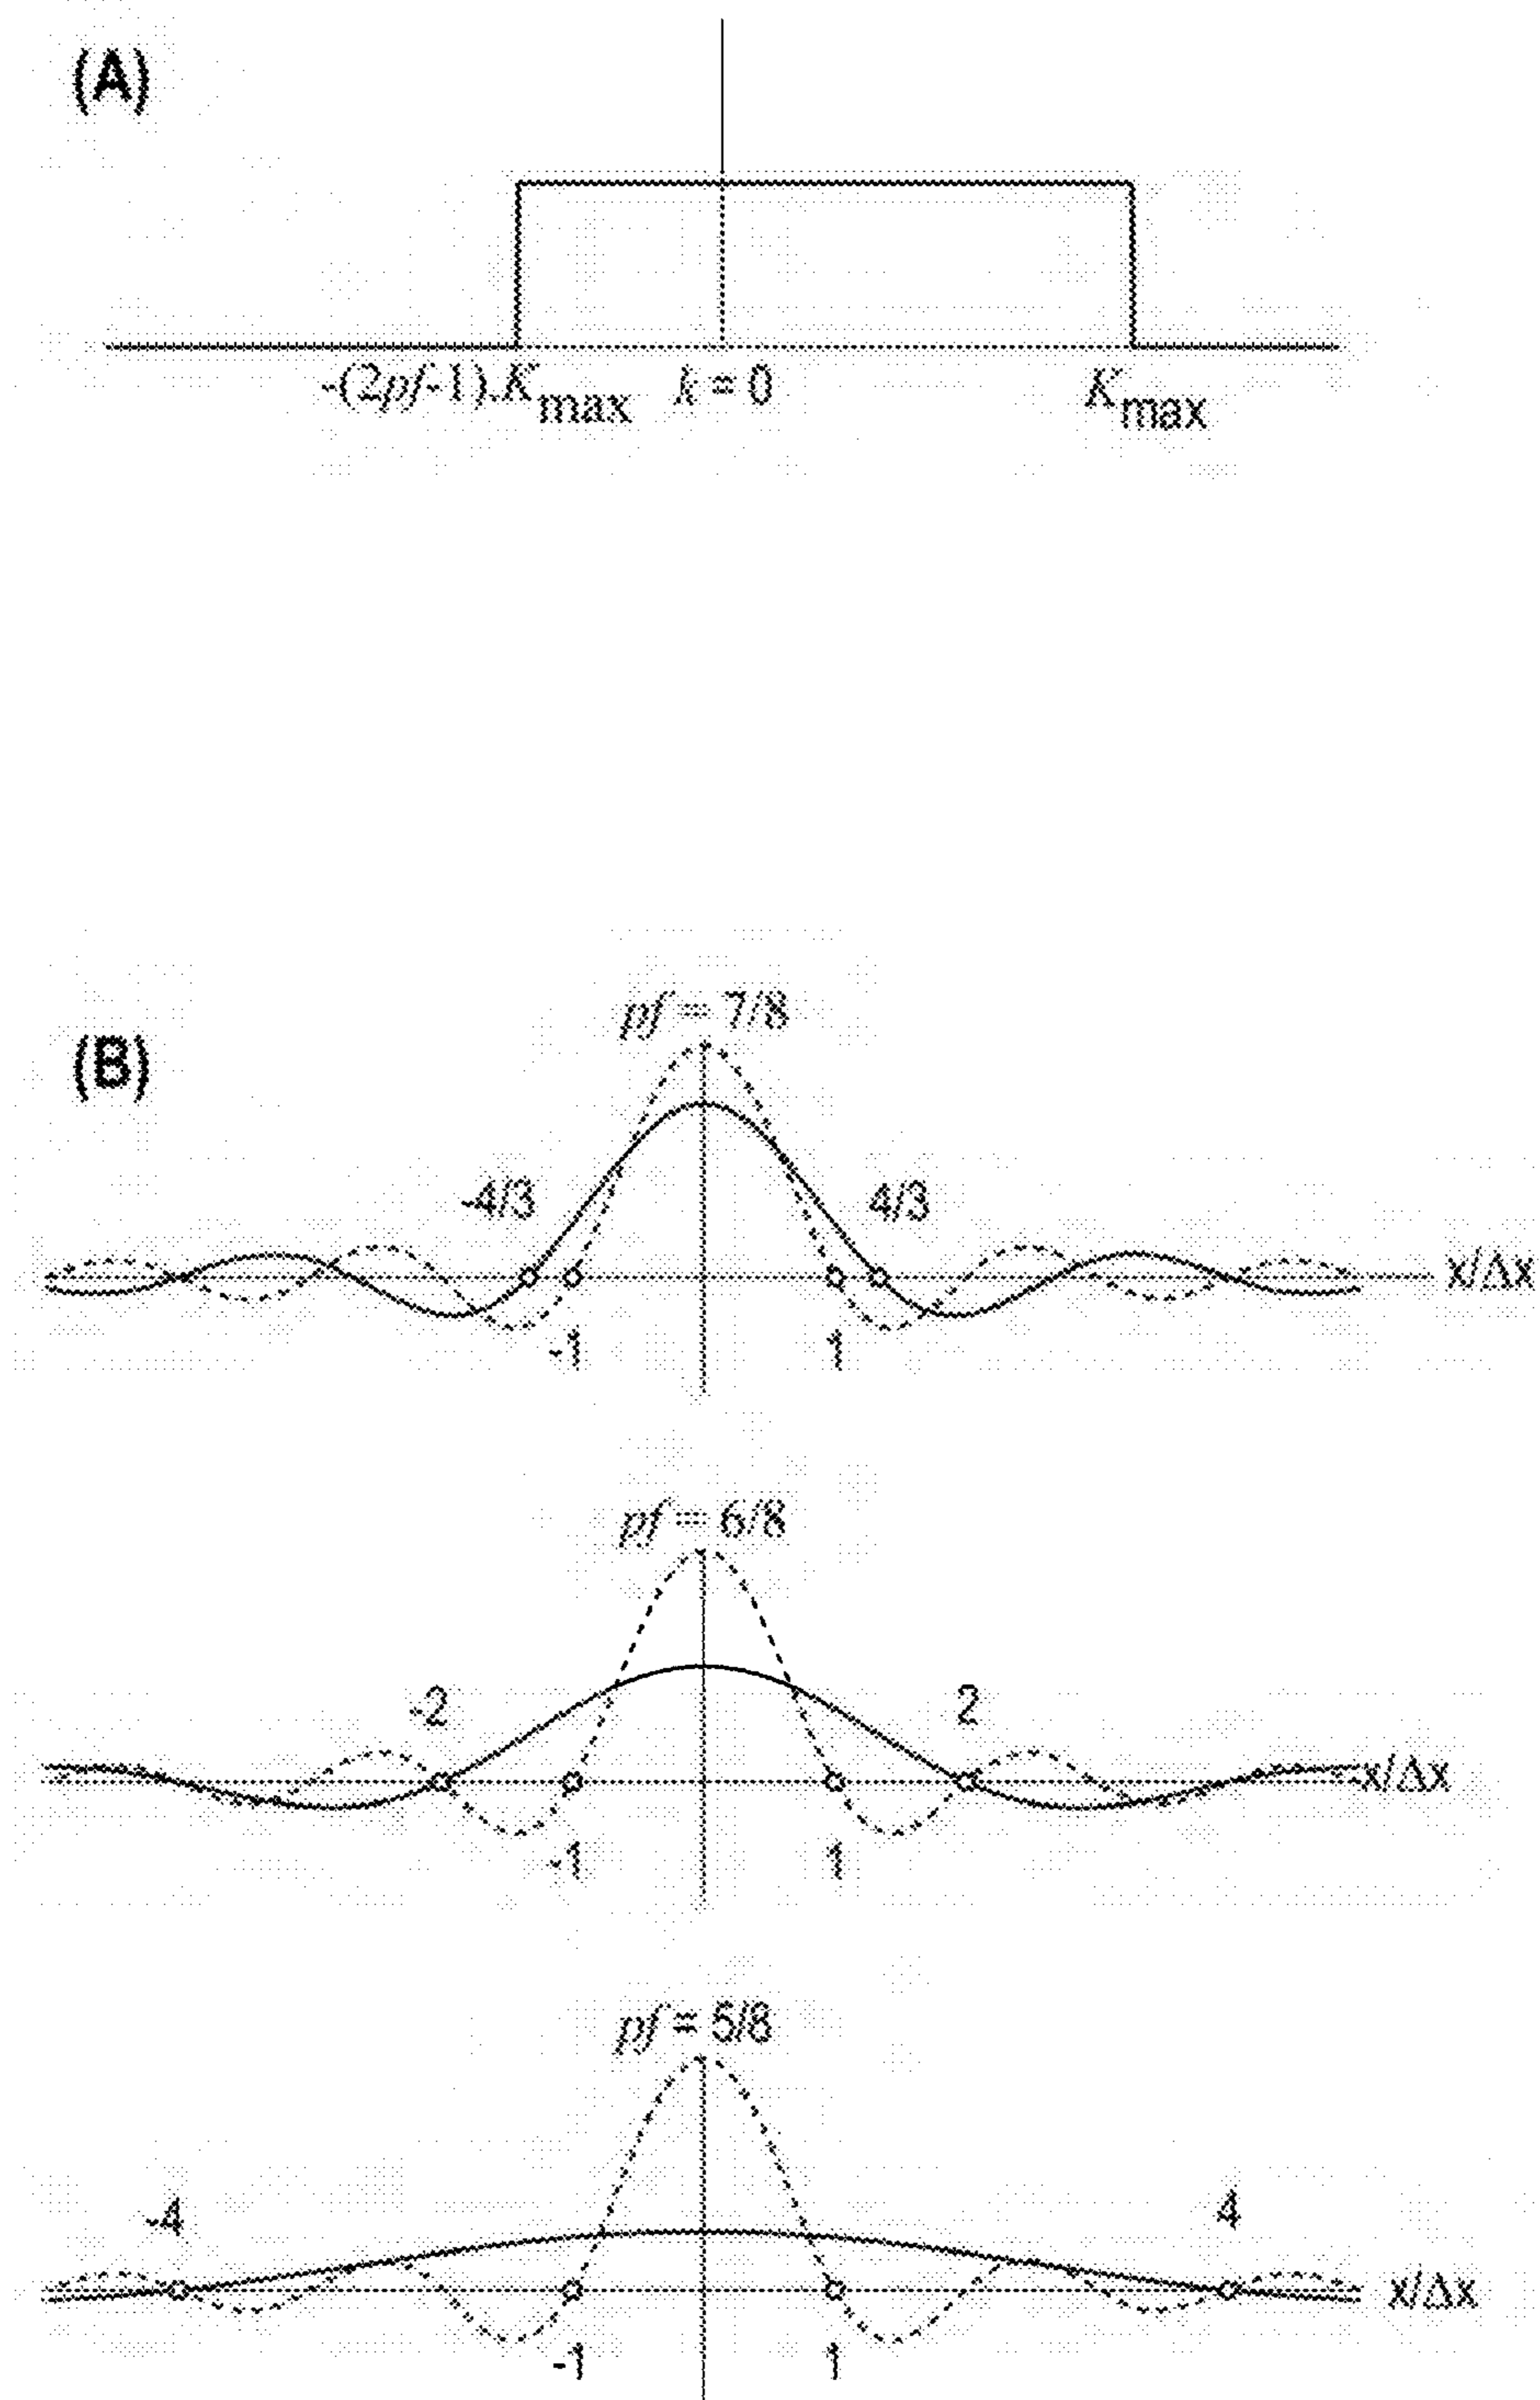 (A)
-(2pf-1).Kmax k = 0 Kmax
(B)
pf = 7/8
-4/3 4/3
x/Δx
-1 1
pf = 6/8
-2 2
x/Δx
-1 1
pf = 5/8
-4 4
x/Δx
-1 1